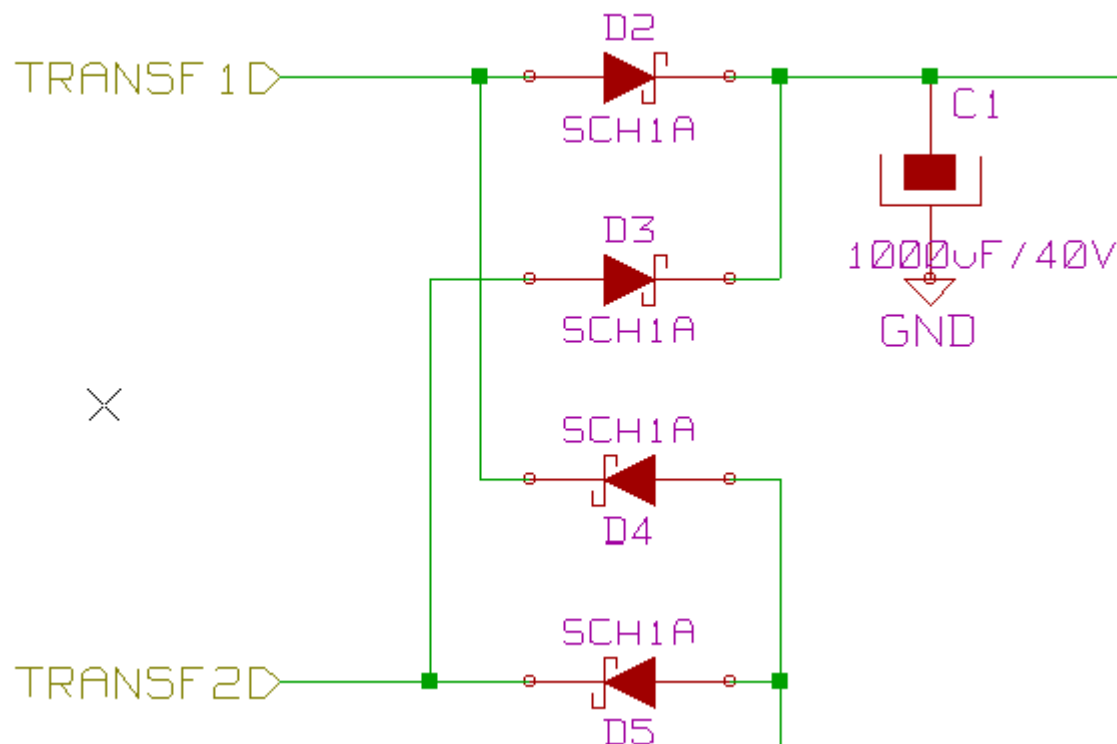 D2
TRANSF1
SCH1A
C1
D3
1000uF/40V
SCH1A
GND
SCH1A
D4
SCH1A
TRANSF2
D5